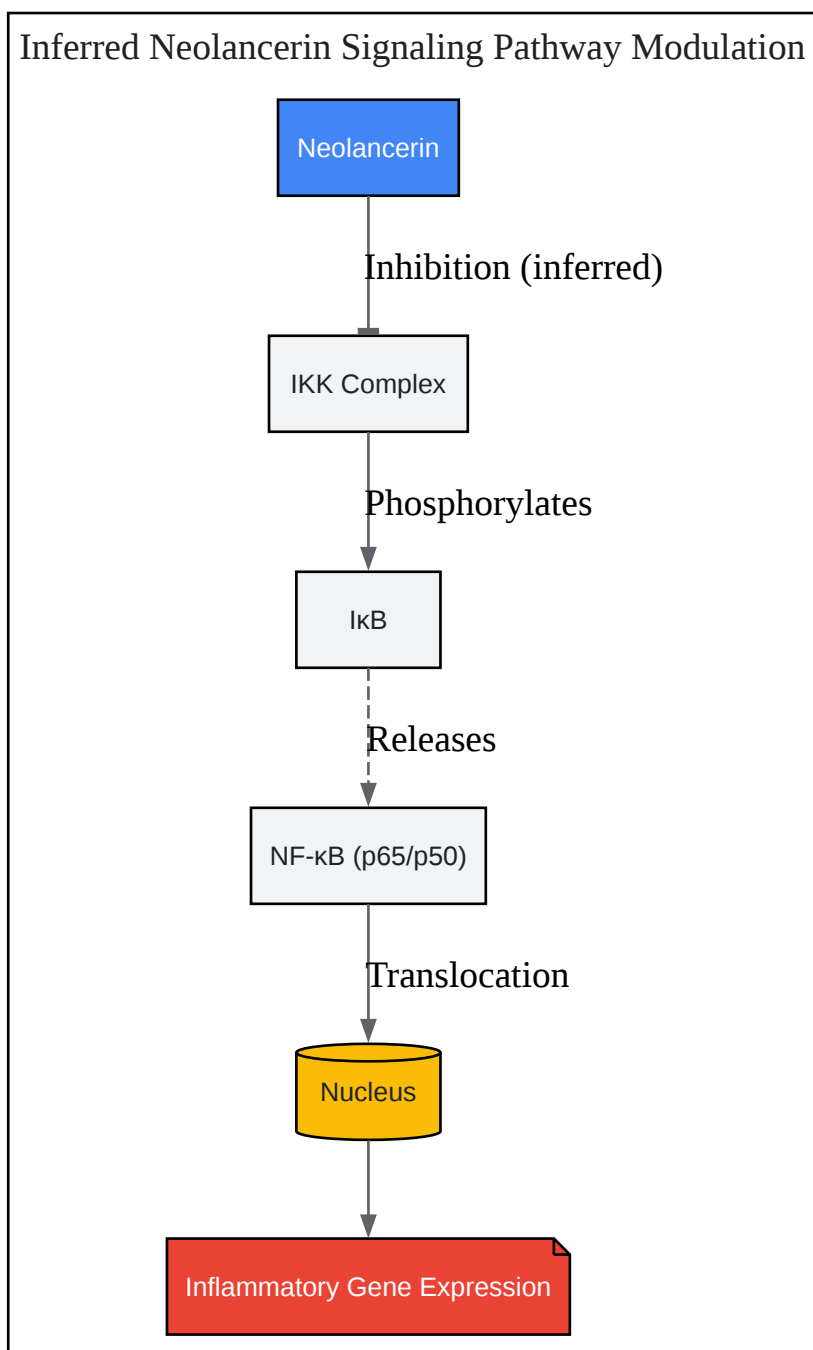 Inferred Neolancerin Signaling Pathway Modulation
Neolancerin
Inhibition (inferred)
IKK Complex
Phosphorylates
IκB
Releases
NF-κB (p65/p50)
Translocation
Nucleus
Inflammatory Gene Expression